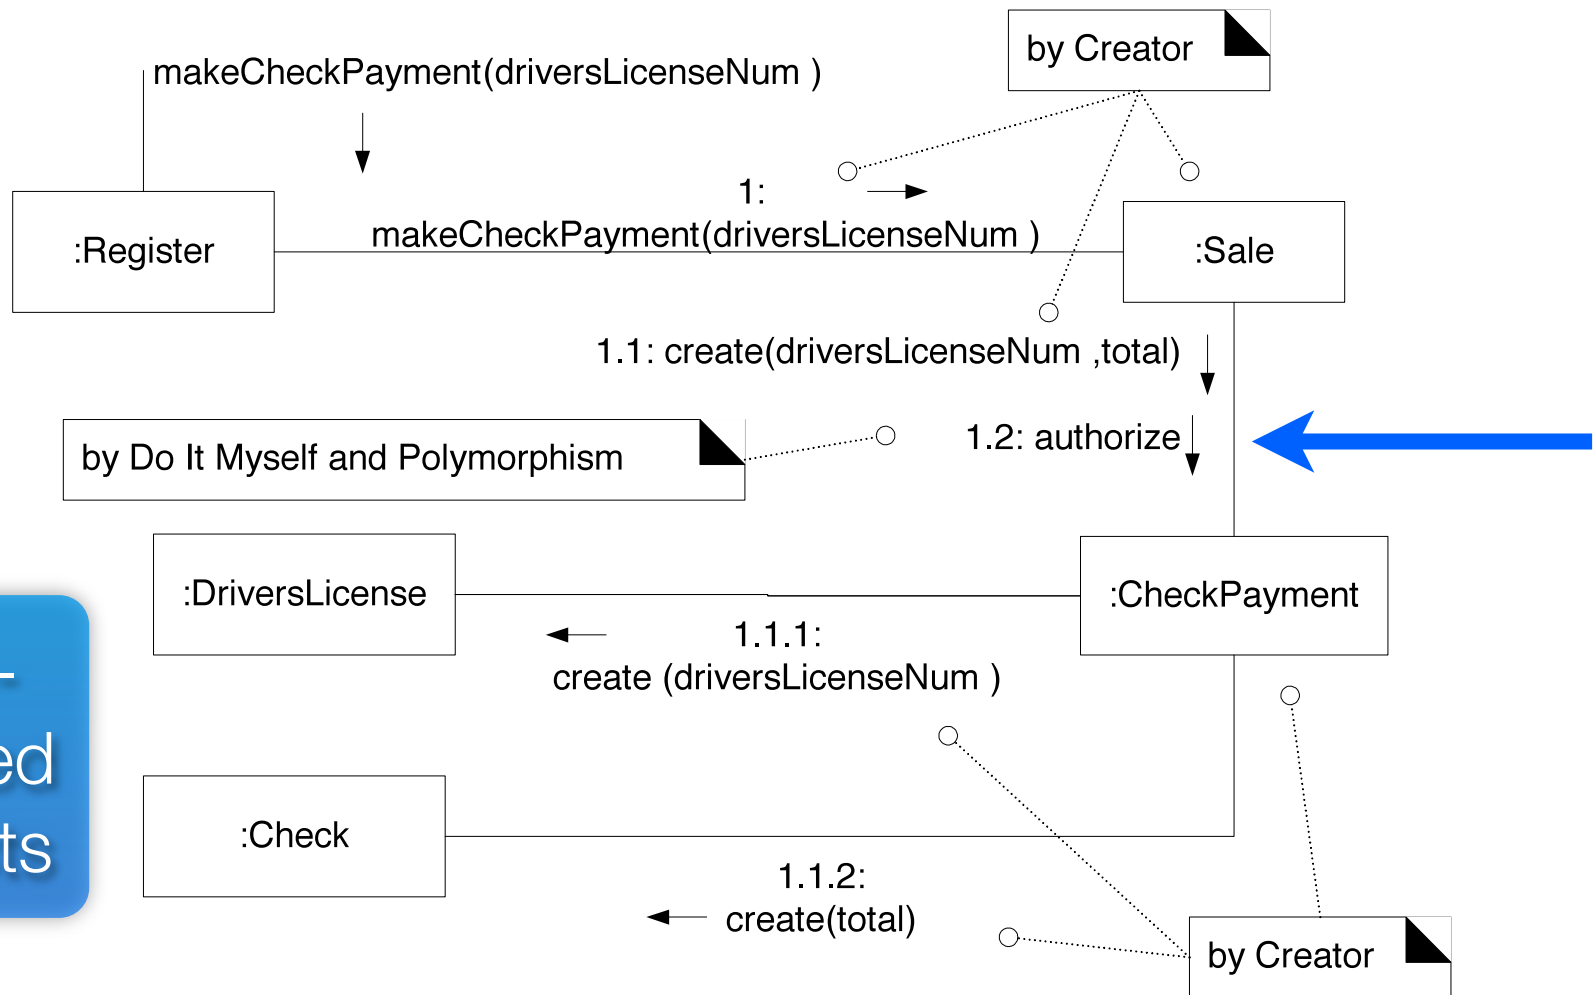 by Creator
makeCheckPayment(driversLicenseNum )
1:
makeCheckPayment(driversLicenseNum )
:Register
:Sale
1.1: create(driversLicenseNum ,total)
1.2: authorize
by Do It Myself and Polymorphism
:DriversLicense
:CheckPayment
1.1.1:
create (driversLicenseNum )
:Check
1.1.2:
create(total)
by Creator